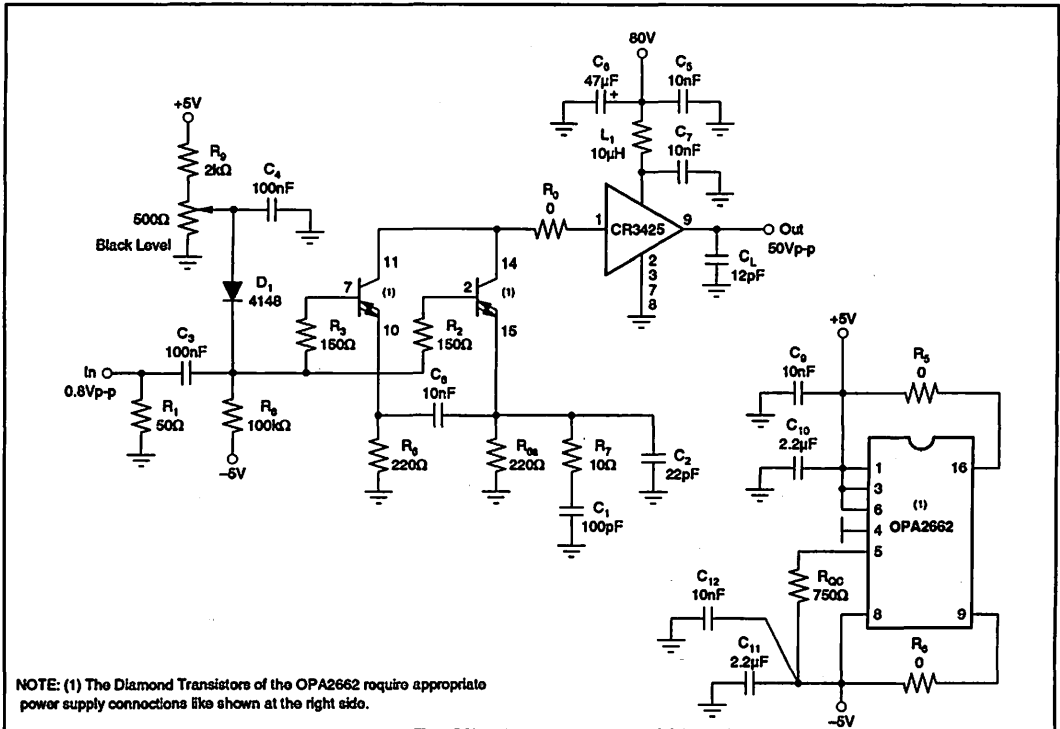 80V
C6
47μF
+
C5
10nF
+5V
R9
2kΩ
C4
100nF
L1
10μH
C7
10nF
500Ω
Black Level
R0
0
1
CR3425
9
Out
50Vp-p
2
3
7
8
CL
12pF
11
14
7
(1)
2
(1)
D1
4148
10
15
R3
150Ω
R2
150Ω
C3
100nF
In
0.8Vp-p
C8
10nF
R1
50Ω
R8
100kΩ
–5V
R6
220Ω
R6a
220Ω
R7
10Ω
C2
22pF
C1
100pF
+5V
C9
10nF
R5
0
C10
2.2μF
1
16
3
6
(1)
4
OPA2662
5
RQC
750Ω
C12
10nF
8
9
C11
2.2μF
R6
0
–5V
NOTE: (1) The Diamond Transistors of the OPA2662 require appropriate
power supply connections like shown at the right side.